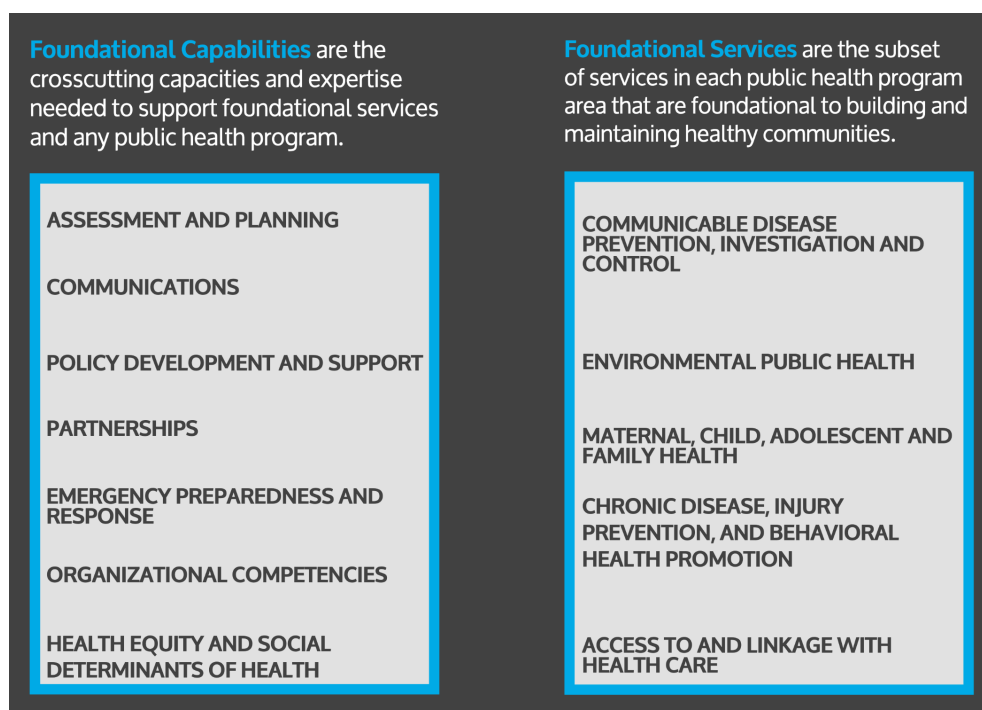 Foundational Capabilities are the
crosscutting capacities and expertise
needed to support foundational services
and any public health program.
ASSESSMENT AND PLANNING
COMMUNICATIONS
POLICY DEVELOPMENT AND SUPPORT
PARTNERSHIPS
EMERGENCY PREPAREDNESS AND
RESPONSE
ORGANIZATIONAL COMPETENCIES
HEALTH EQUITY AND SOCIAL
DETERMINANTS OF HEALTH
Foundational Services are the subset
of services in each public health program
area that are foundational to building and
maintaining healthy communities.
COMMUNICABLE DISEASE
PREVENTION, INVESTIGATION AND
CONTROL
ENVIRONMENTAL PUBLIC HEALTH
MATERNAL, CHILD, ADOLESCENT AND
FAMILY HEALTH
CHRONIC DISEASE, INJURY
PREVENTION, AND BEHAVIORAL
HEALTH PROMOTION
ACCESS TO AND LINKAGE WITH
HEALTH CARE